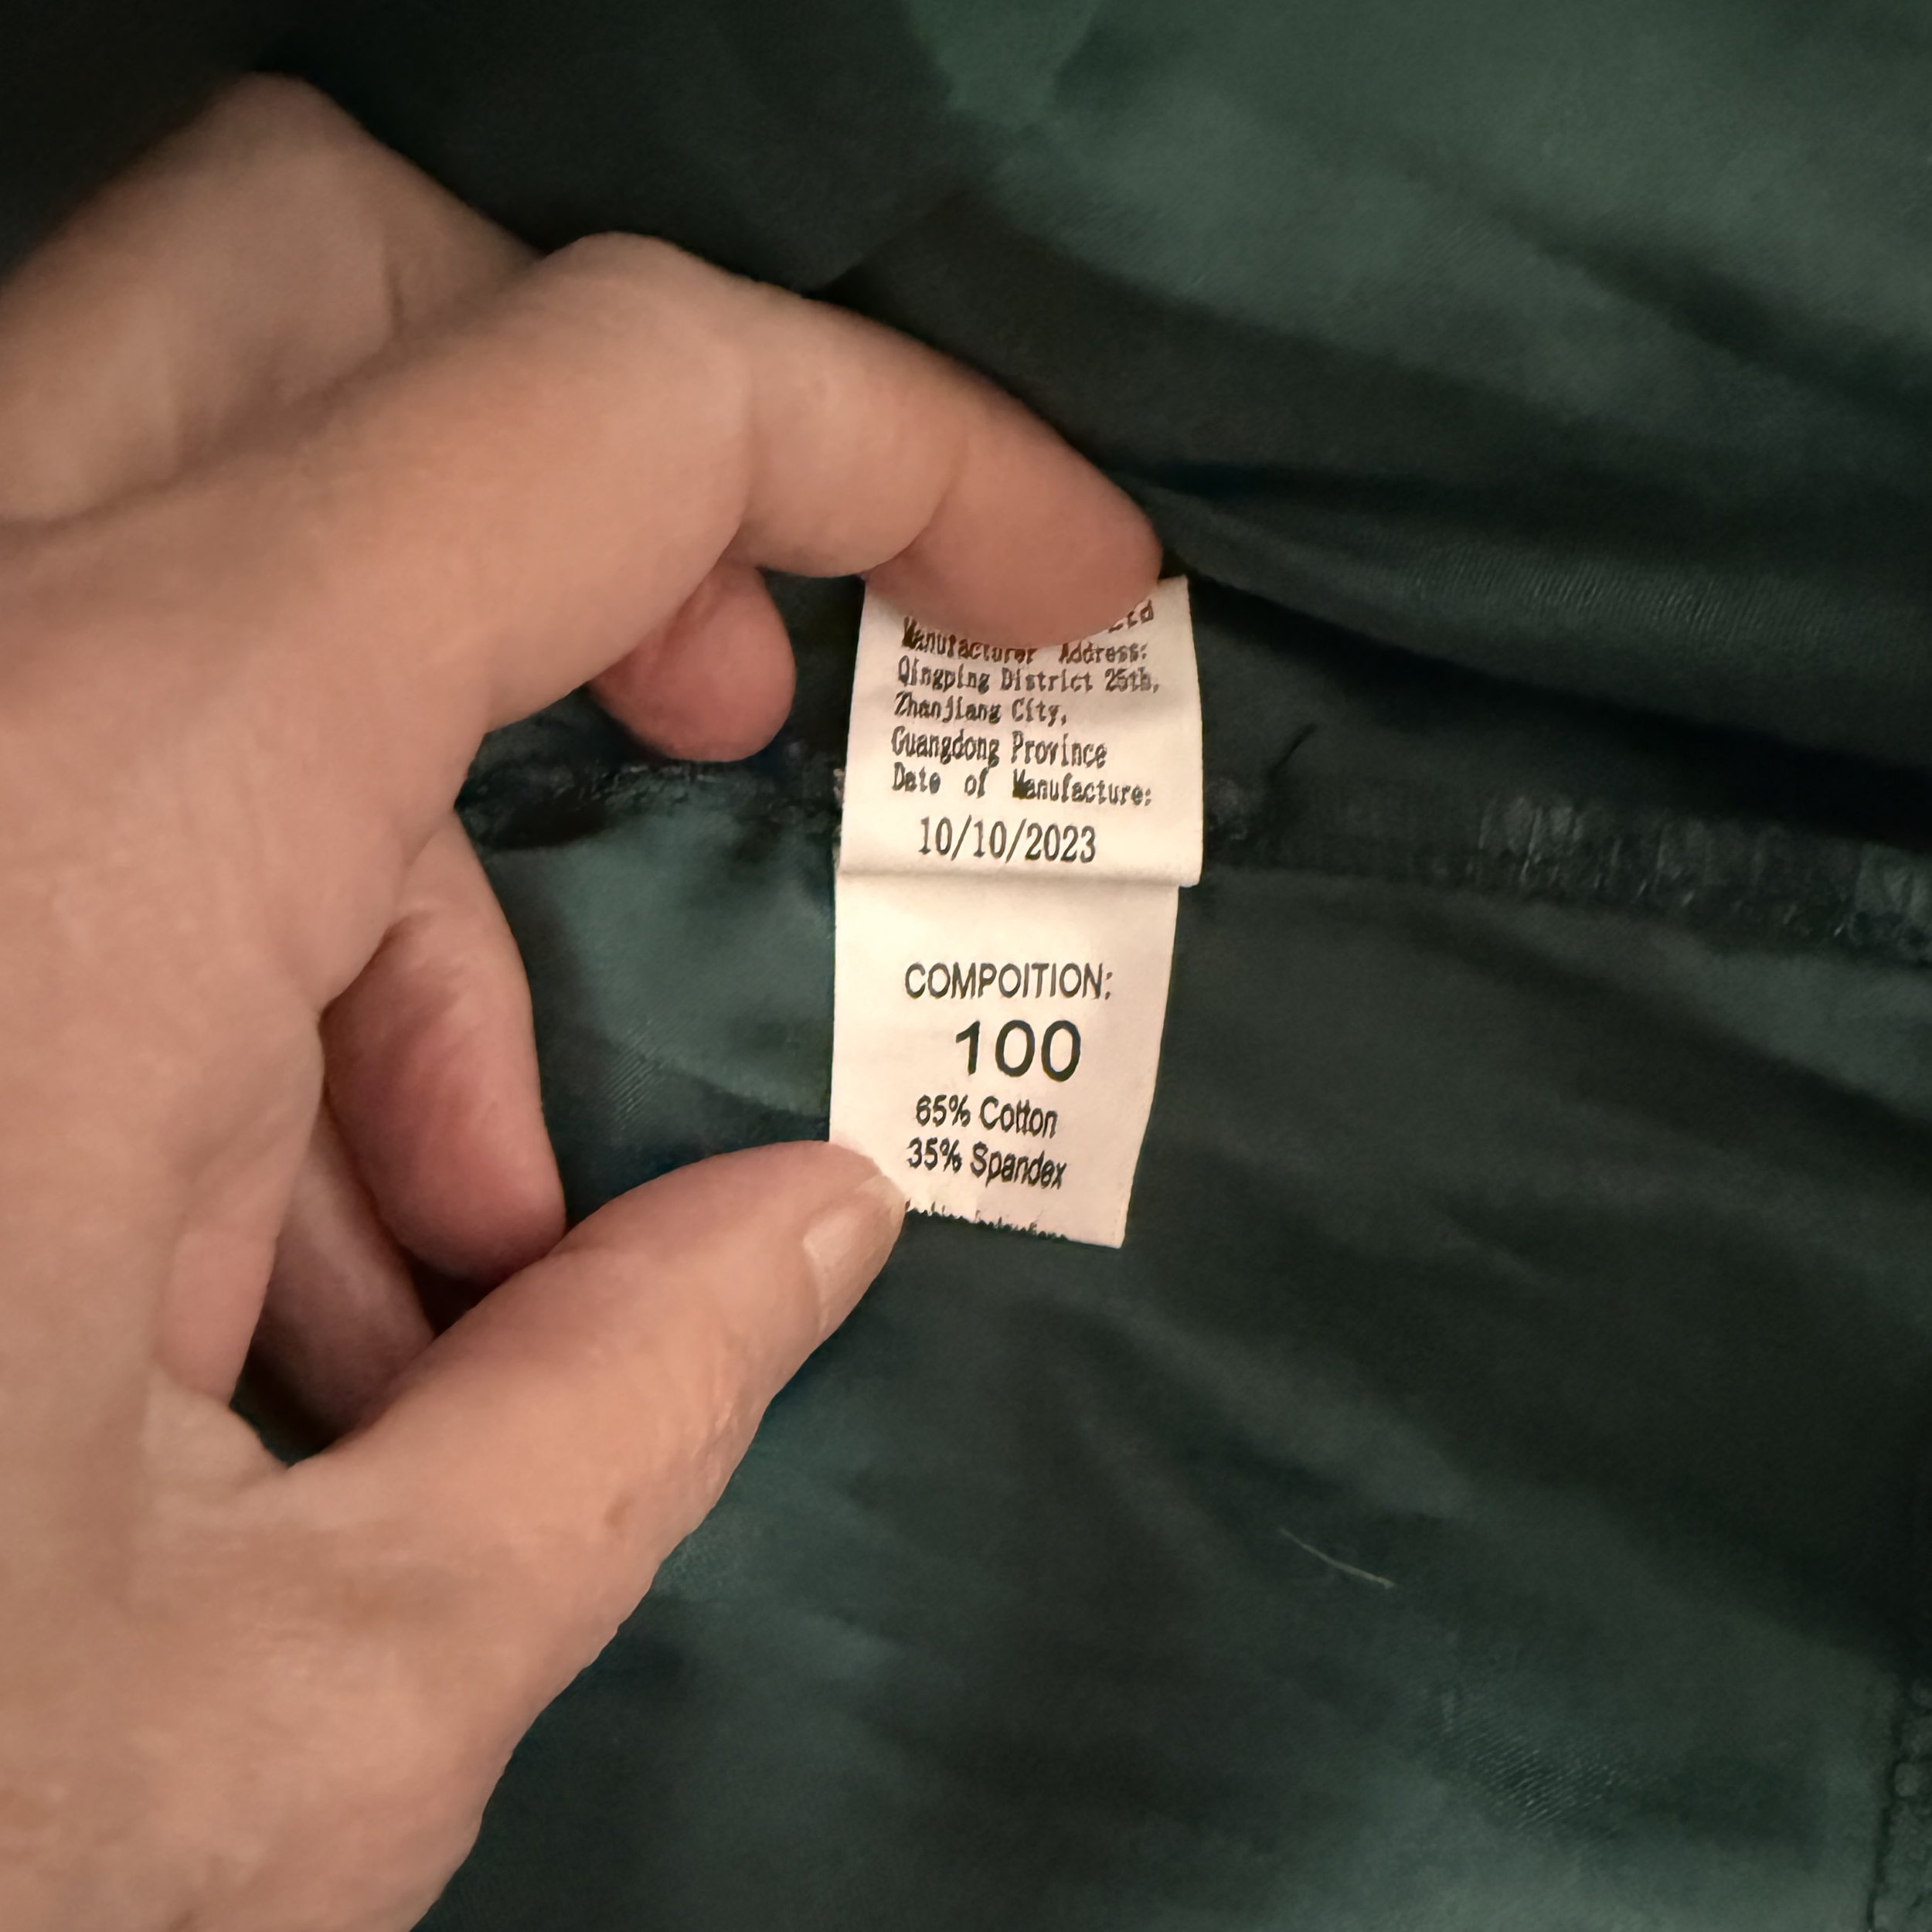 Ltd
Manufacturer Address:
Qingping District 25th,
Zhanjiang City,
Guangdong Province
Date of Manufacture:
10/10/2023
COMPOITION:
100
65% Cotton
35% Spandex